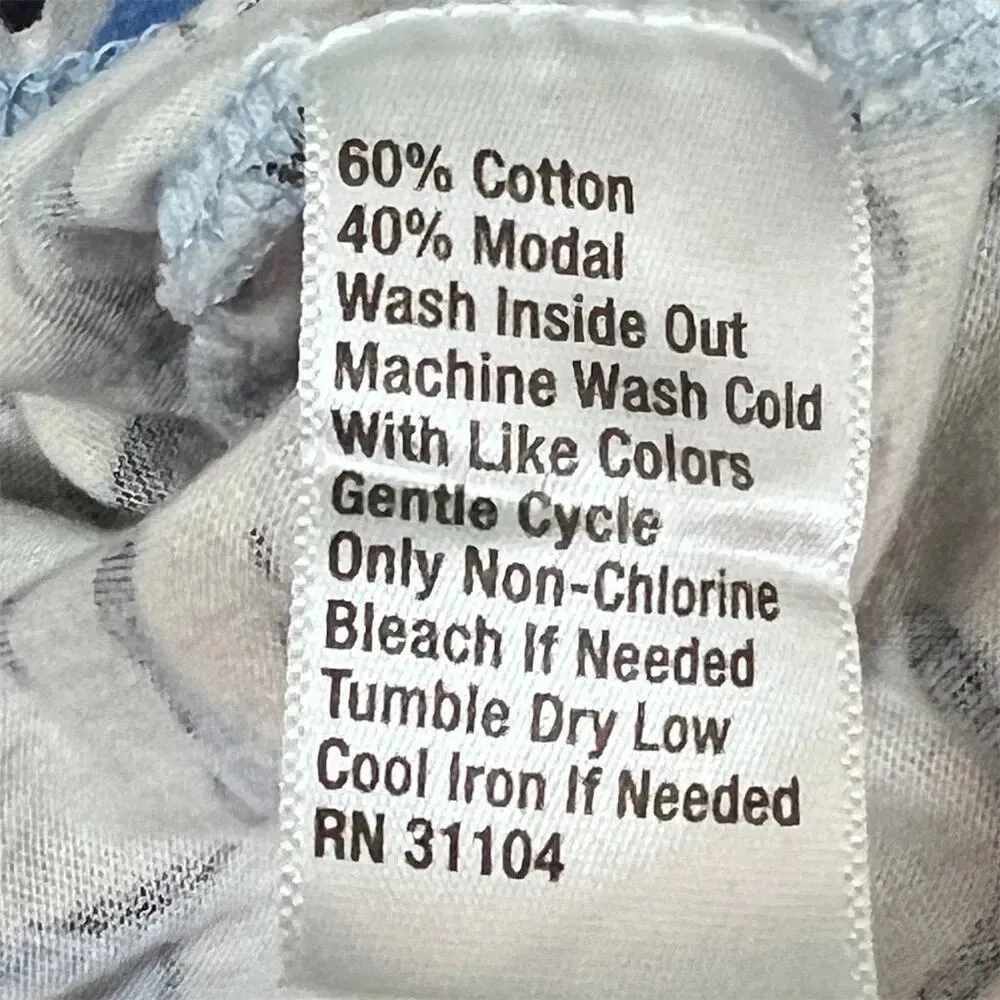 60% Cotton
40% Modal
Wash Inside Out
Machine Wash Cold
With Like Colors
Gentle Cycle
Only Non-Chlorine
Bleach If Needed
Tumble Dry Low
Cool Iron If Needed
RN 31104